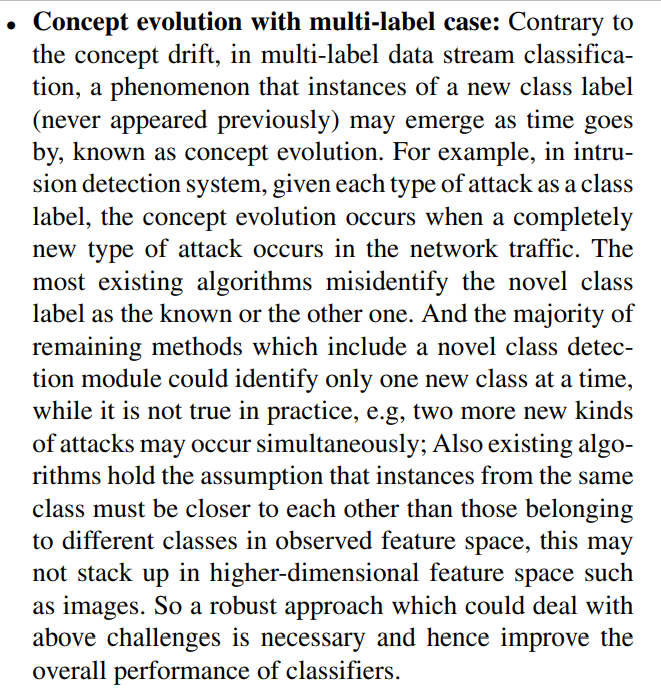 • Concept evolution with multi-label case: Contrary to
the concept drift, in multi-label data stream classifica-
tion, a phenomenon that instances of a new class label
(never appeared previously) may emerge as time goes
by, known as concept evolution. For example, in intru-
sion detection system, given each type of attack as a class
label, the concept evolution occurs when a completely
new type of attack occurs in the network traffic. The
most existing algorithms misidentify the novel class
label as the known or the other one. And the majority of
remaining methods which include a novel class detec-
tion module could identify only one new class at a time,
while it is not true in practice, e.g, two more new kinds
of attacks may occur simultaneously; Also existing algo-
rithms hold the assumption that instances from the same
class must be closer to each other than those belonging
to different classes in observed feature space, this may
not stack up in higher-dimensional feature space such
as images. So a robust approach which could deal with
above challenges is necessary and hence improve the
overall performance of classifiers.